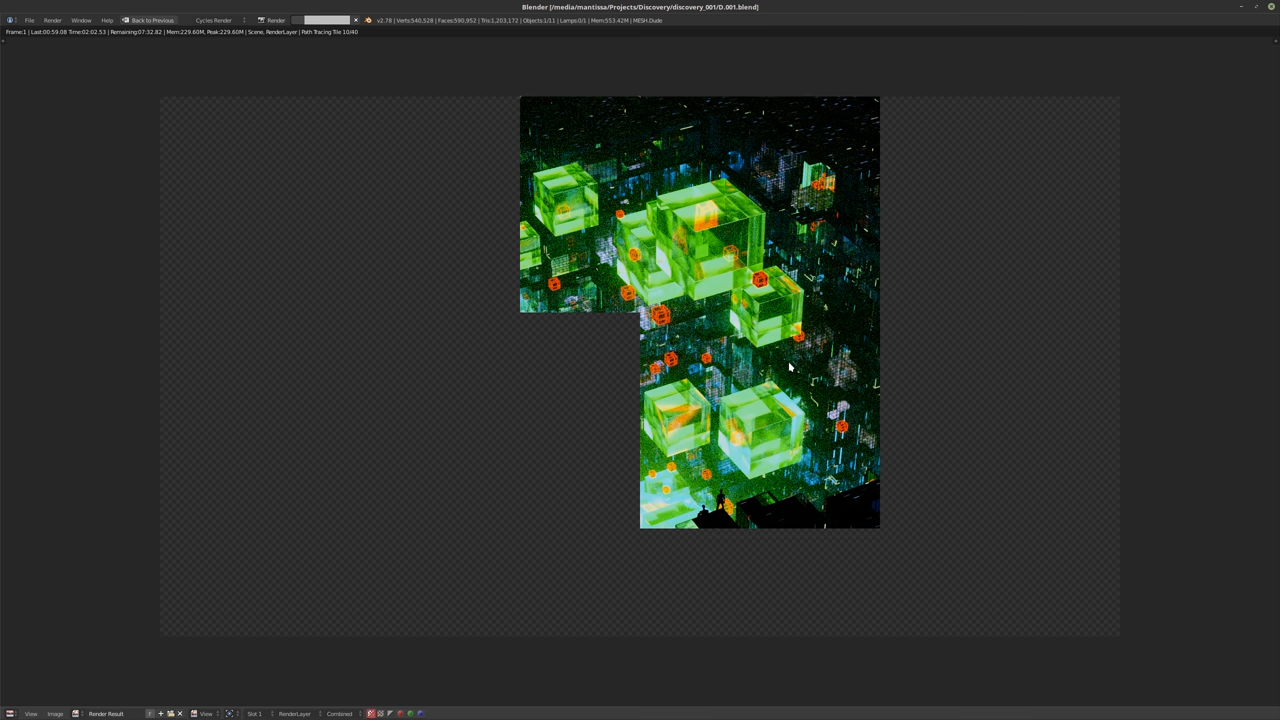 Blender [/media/mantissa/Projects/Discovery/discovery_001/D.001.blend]
File Render Window Help Back to Previous Cycles Render Render v2.78 | Verts:540,528 | Faces:590,952 | Tris:1,203,172 | Objects:1/11 | Lamps:0/1 | Mem:553.42M | MESH.Dude
Frame:1 | Last:00:59.08 Time:02:02.53 | Remaining:07:32.82 | Mem:229.60M, Peak:229.60M | Scene, RenderLayer | Path Tracing Tile 10/40
View Image Render Result F View Slot 1 RenderLayer Combined